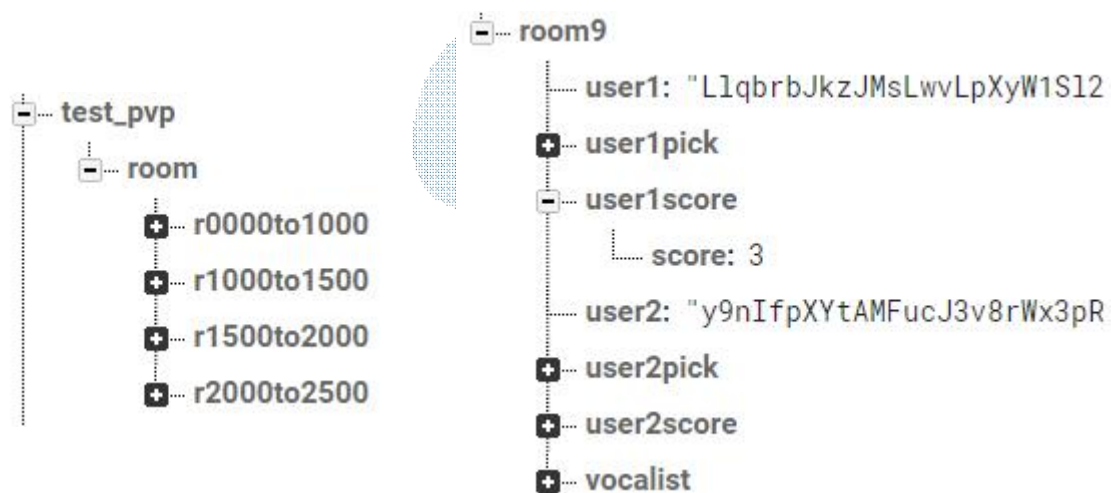 test_pvp
room
r0000to1000
r1000to1500
r1500to2000
r2000to2500
room9
user1: "LlqbrbJkzJMsLwvLpXyW1Sl2
user1pick
user1score
score: 3
user2: "y9nIfpXYtAMFucJ3v8rWx3pR
user2pick
user2score
vocalist